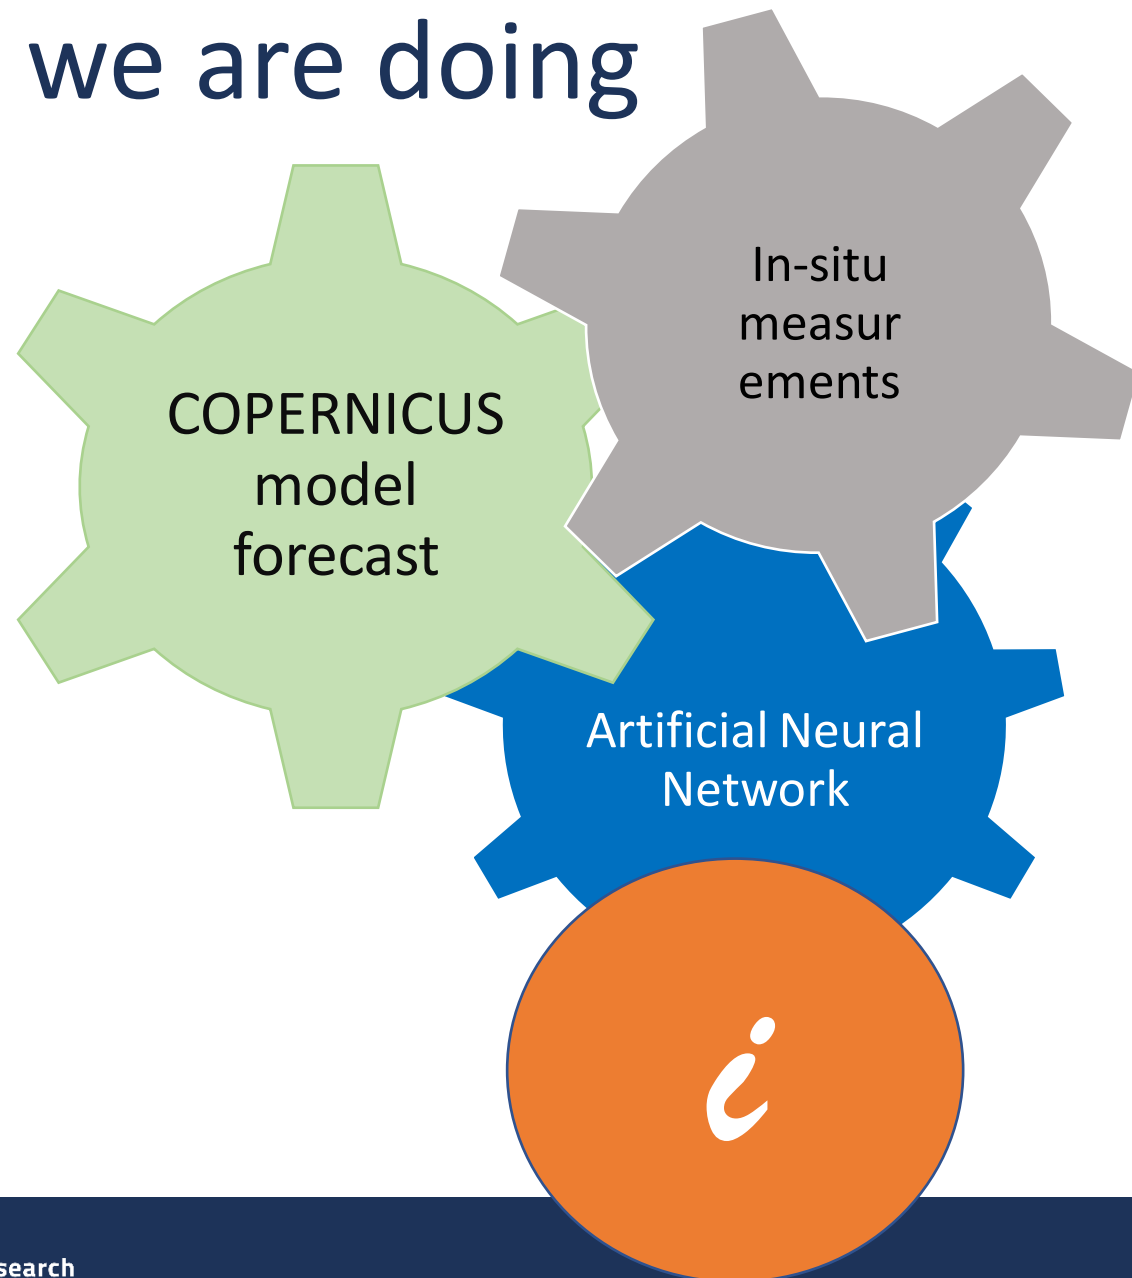 we are doing
In-situ
measur
ements
COPERNICUS
model
forecast
Artificial Neural
Network
i
search